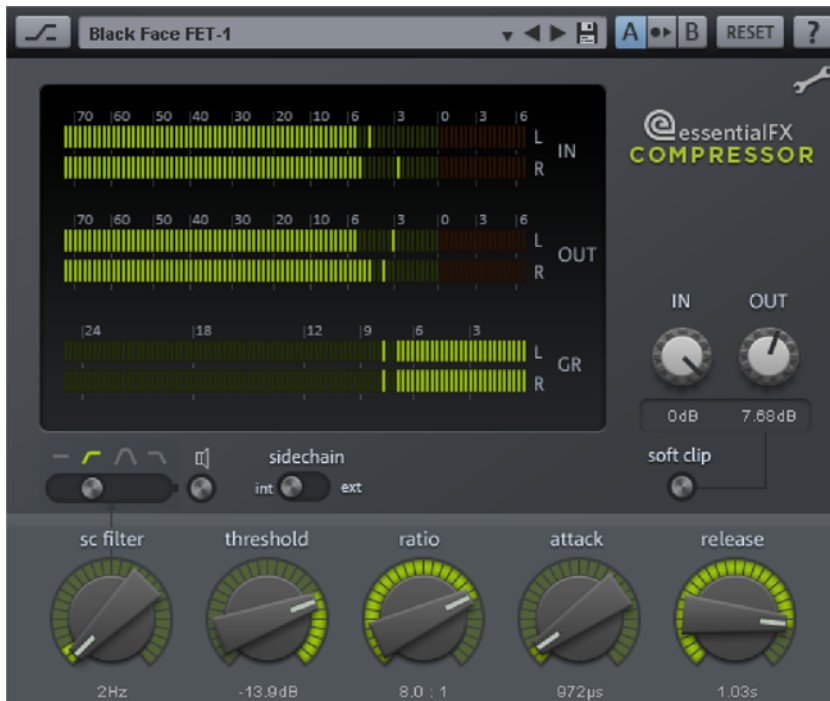 Black Face FET-1 A B RESET ?
70 60 50 40 30 20 10 6 3 0 3 6
L
IN
R
essentialFX
COMPRESSOR
70 60 50 40 30 20 10 6 3 0 3 6
L
OUT
R
24 18 12 9 6 3
L
GR
R
IN OUT
0dB 7.68dB
sidechain
int ext
soft clip
sc filter threshold ratio attack release
2Hz -13.9dB 8.0 : 1 972µs 1.03s